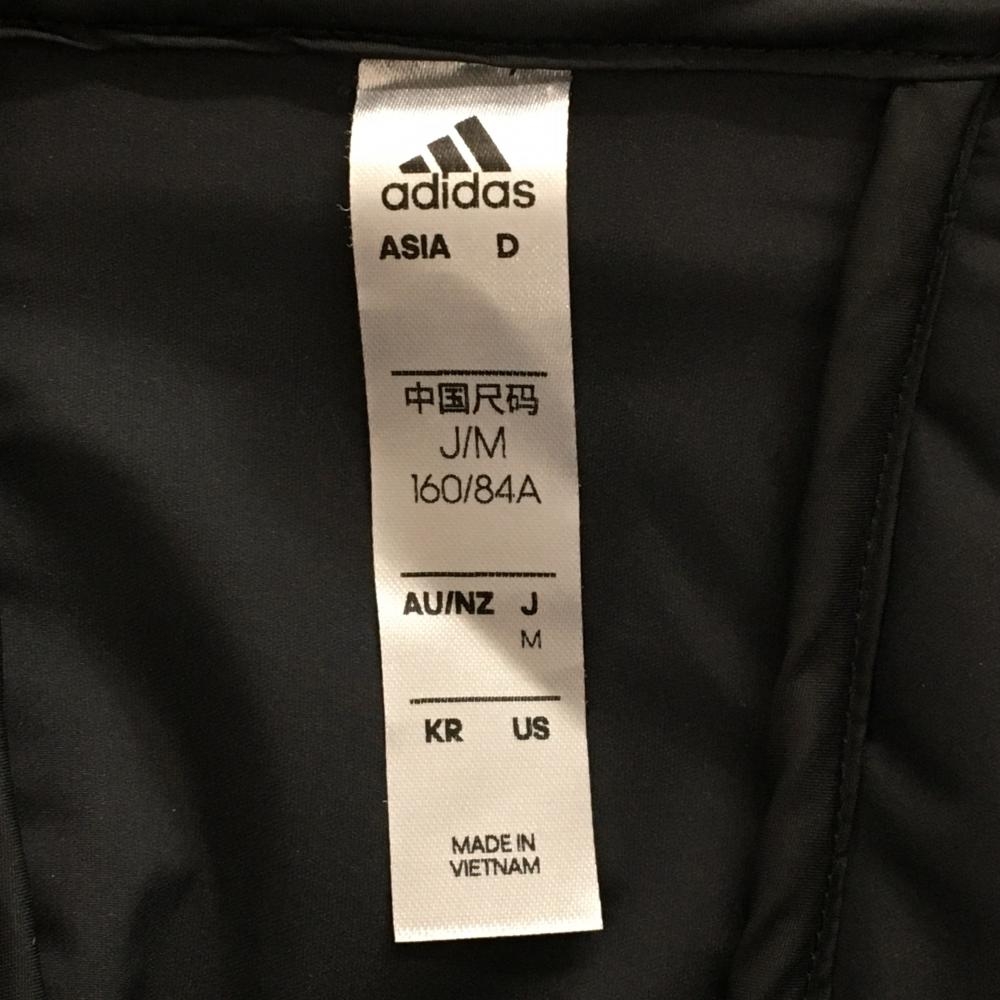 adidas
ASIA D
中国尺码
J/M
160/84A
AU/NZ J
M
KR US
MADE IN
VIETNAM